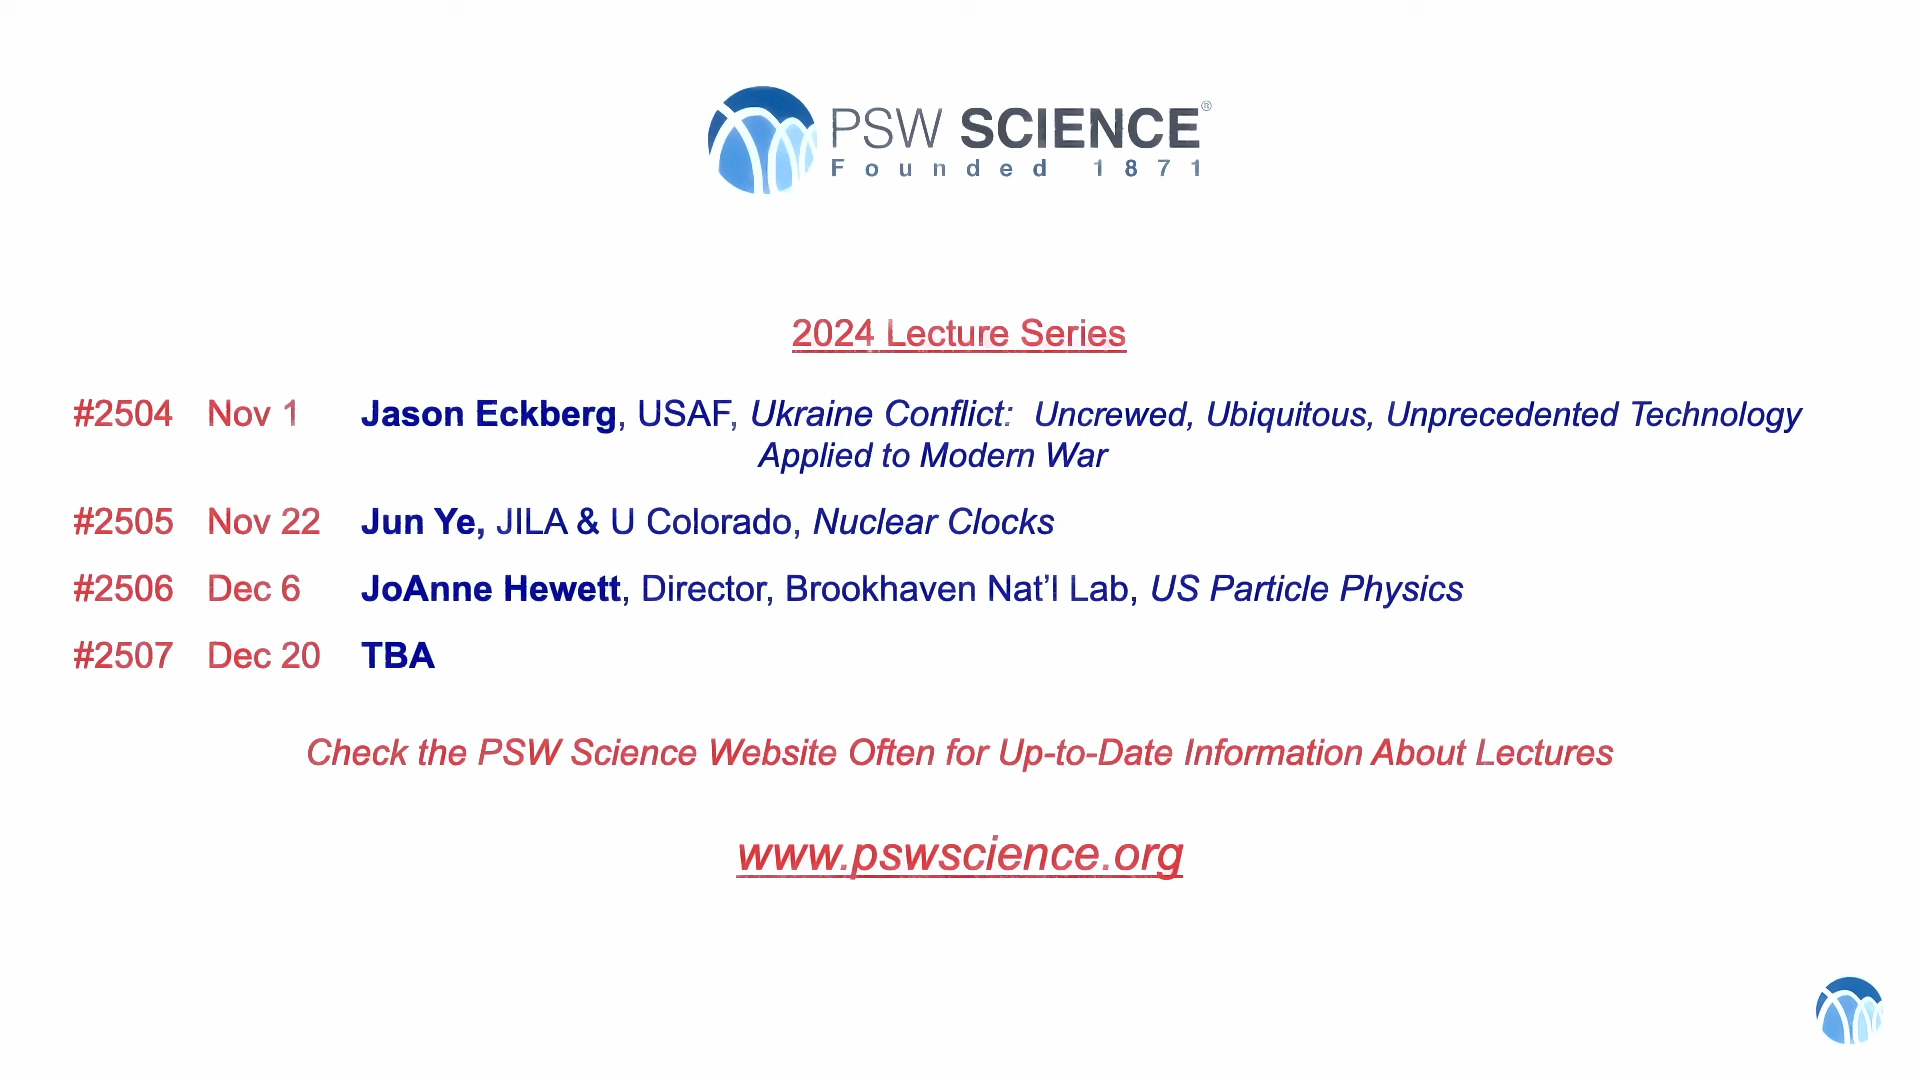 PSW SCIENCE®
Founded 1871
2024 Lecture Series
#2504 Nov 1 Jason Eckberg, USAF, Ukraine Conflict: Uncrewed, Ubiquitous, Unprecedented Technology
Applied to Modern War
#2505 Nov 22 Jun Ye, JILA & U Colorado, Nuclear Clocks
#2506 Dec 6 JoAnne Hewett, Director, Brookhaven Nat’l Lab, US Particle Physics
#2507 Dec 20 TBA
Check the PSW Science Website Often for Up-to-Date Information About Lectures
www.pswscience.org